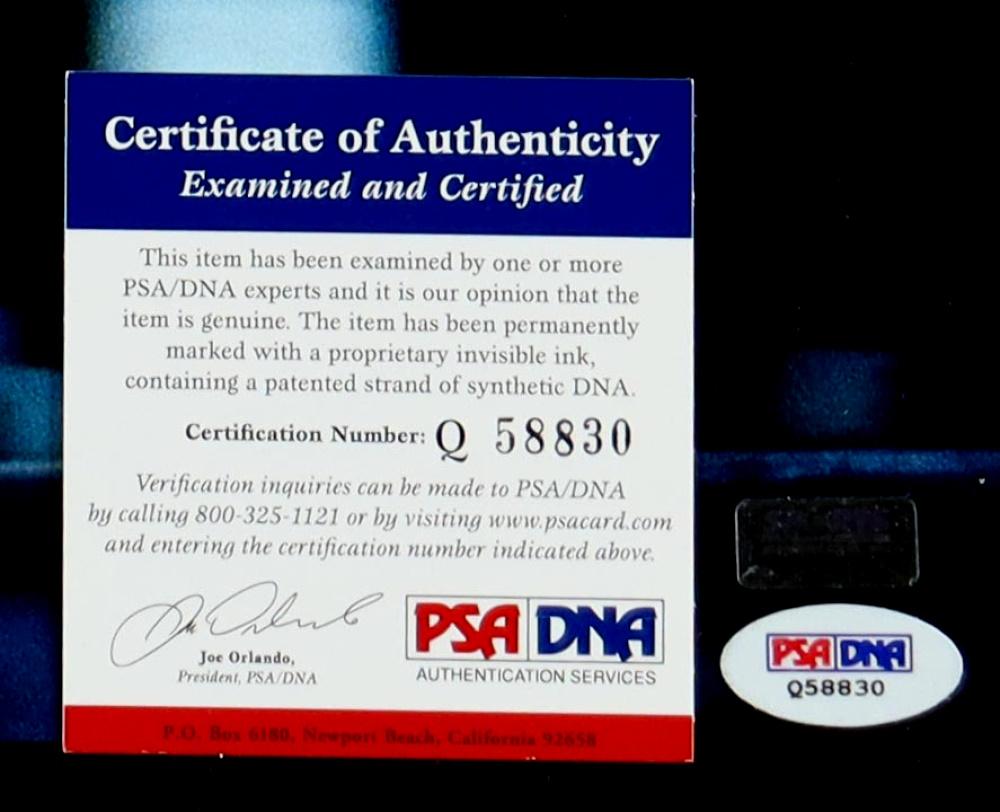 Certificate of Authenticity
Examined and Certified
This item has been examined by one or more
PSA/DNA experts and it is our opinion that the
item is genuine. The item has been permanently
marked with a proprietary invisible ink,
containing a patented strand of synthetic DNA.
Certification Number: Q 58830
Verification inquiries can be made to PSA/DNA
by calling 800-325-1121 or by visiting www.psacard.com
and entering the certification number indicated above.
Joe Orlando,
President, PSA/DNA
PSA DNA
AUTHENTICATION SERVICES
P.O. Box 6180, Newport Beach, California 92658
PSA DNA
Q58830